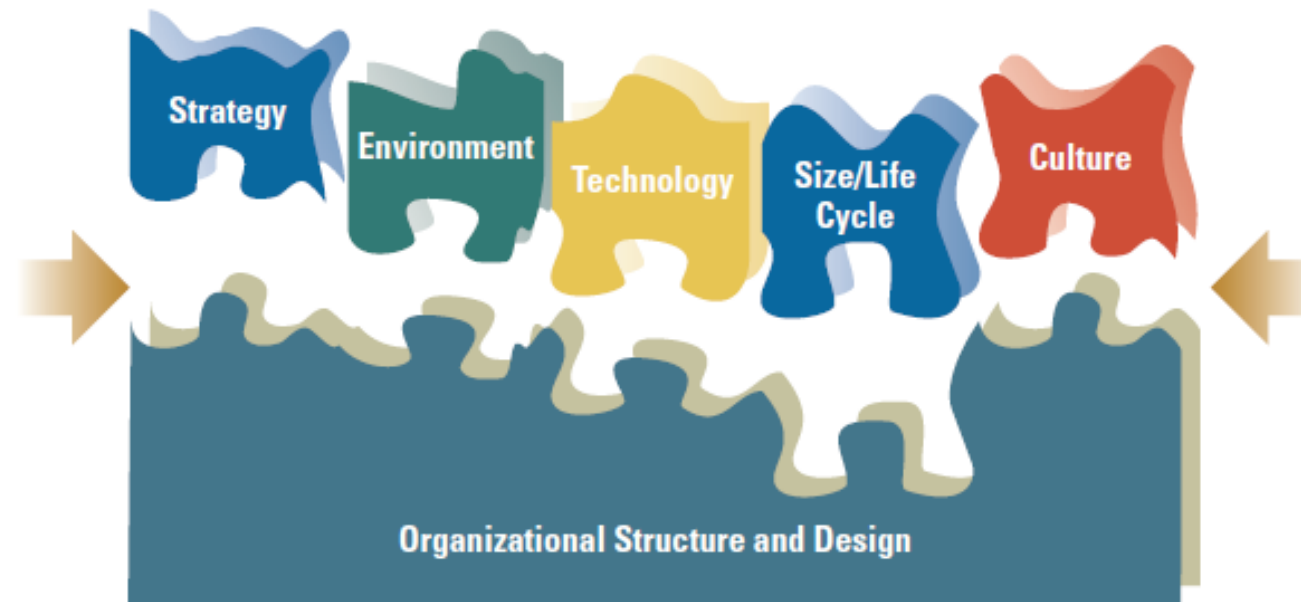 Strategy
Environment
Technology
Size/Life
Cycle
Culture
Organizational Structure and Design